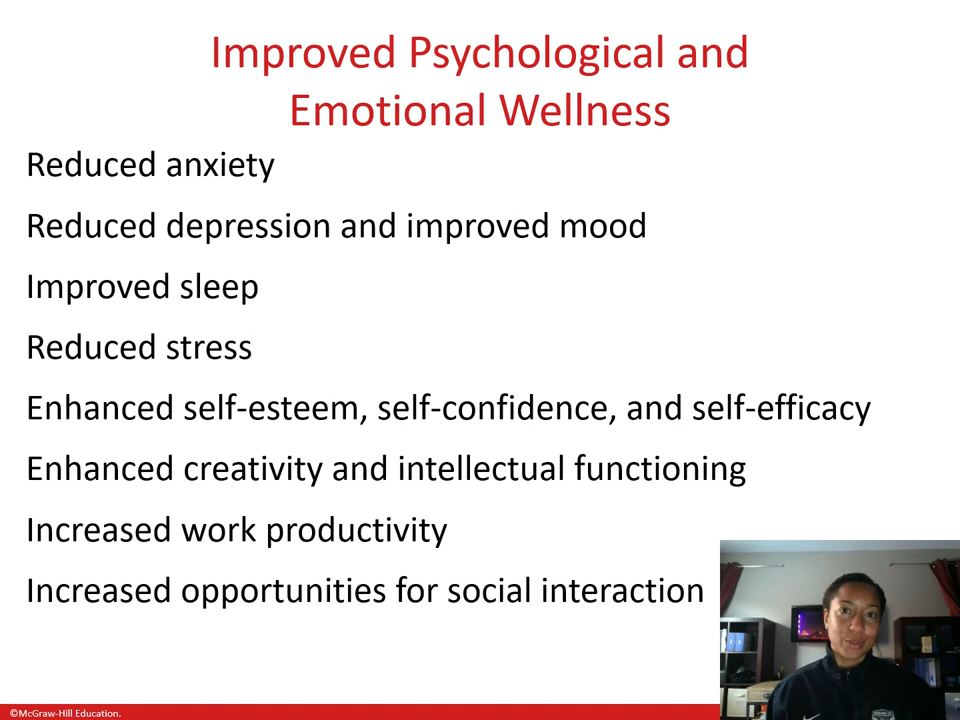 Improved Psychological and
Emotional Wellness
Reduced anxiety
Reduced depression and improved mood
Improved sleep
Reduced stress
Enhanced self-esteem, self-confidence, and self-efficacy
Enhanced creativity and intellectual functioning
Increased work productivity
Increased opportunities for social interaction
©McGraw-Hill Education.